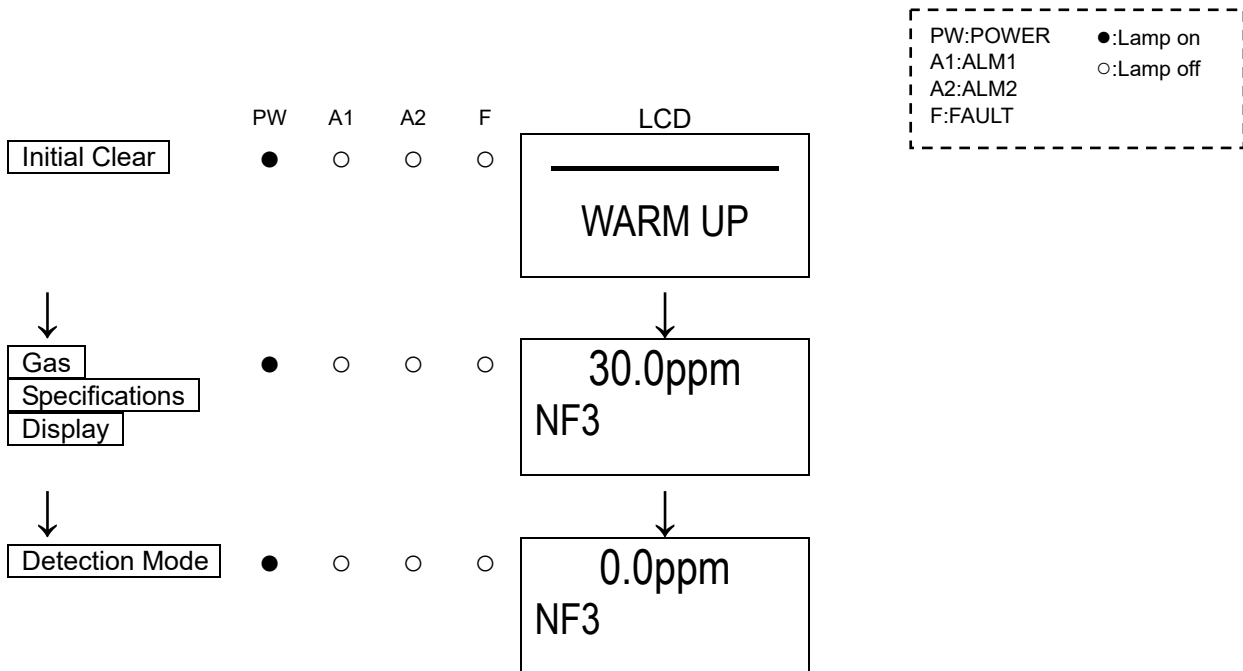 PW:POWER ●:Lamp on
A1:ALM1 ○:Lamp off
A2:ALM2
F:FAULT
PW A1 A2 F LCD
Initial Clear ● ○ ○ ○
WARM UP
↓ ↓
Gas ● ○ ○ ○ 30.0ppm
Specifications
Display
NF3
↓ ↓
Detection Mode ● ○ ○ ○ 0.0ppm
NF3